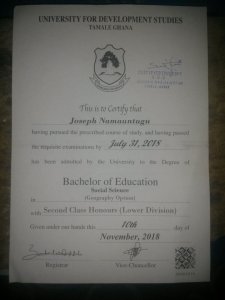 UNIVERSITY FOR DEVELOPMENT STUDIES
TAMALE GHANA
This is to Certify that
Joseph Namauntugu
having pursued the prescribed course of study, and having passed
the requisite examinations by July 31, 2018
has been admitted by the University to the Degree of
Bachelor of Education
Social Science
(Geography Option)
with Second Class Honours (Lower Division)
Given under our hands this 10th day of
November, 2018
Registrar
Vice-Chancellor